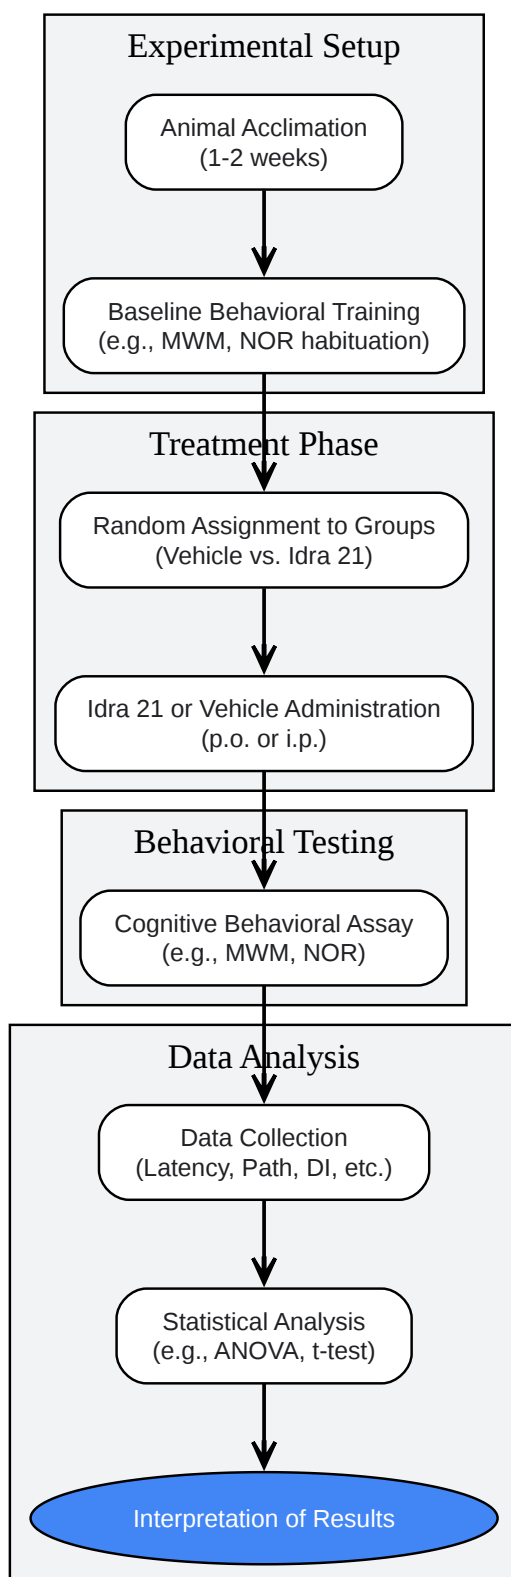 Experimental Setup
Animal Acclimation
(1-2 weeks)
Baseline Behavioral Training
(e.g., MWM, NOR habituation)
Treatment Phase
Random Assignment to Groups
(Vehicle vs. Idra 21)
Idra 21 or Vehicle Administration
(p.o. or i.p.)
Behavioral Testing
Cognitive Behavioral Assay
(e.g., MWM, NOR)
Data Analysis
Data Collection
(Latency, Path, DI, etc.)
Statistical Analysis
(e.g., ANOVA, t-test)
Interpretation of Results